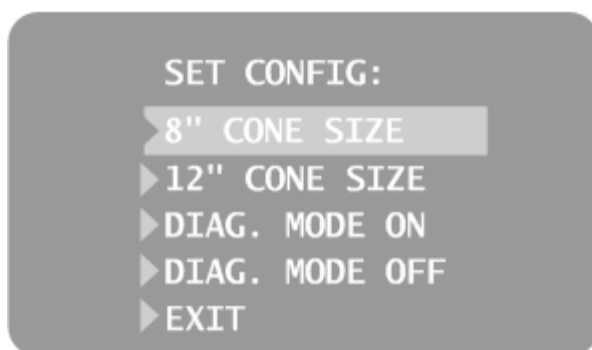 SET CONFIG:
8" CONE SIZE
12" CONE SIZE
DIAG. MODE ON
DIAG. MODE OFF
EXIT